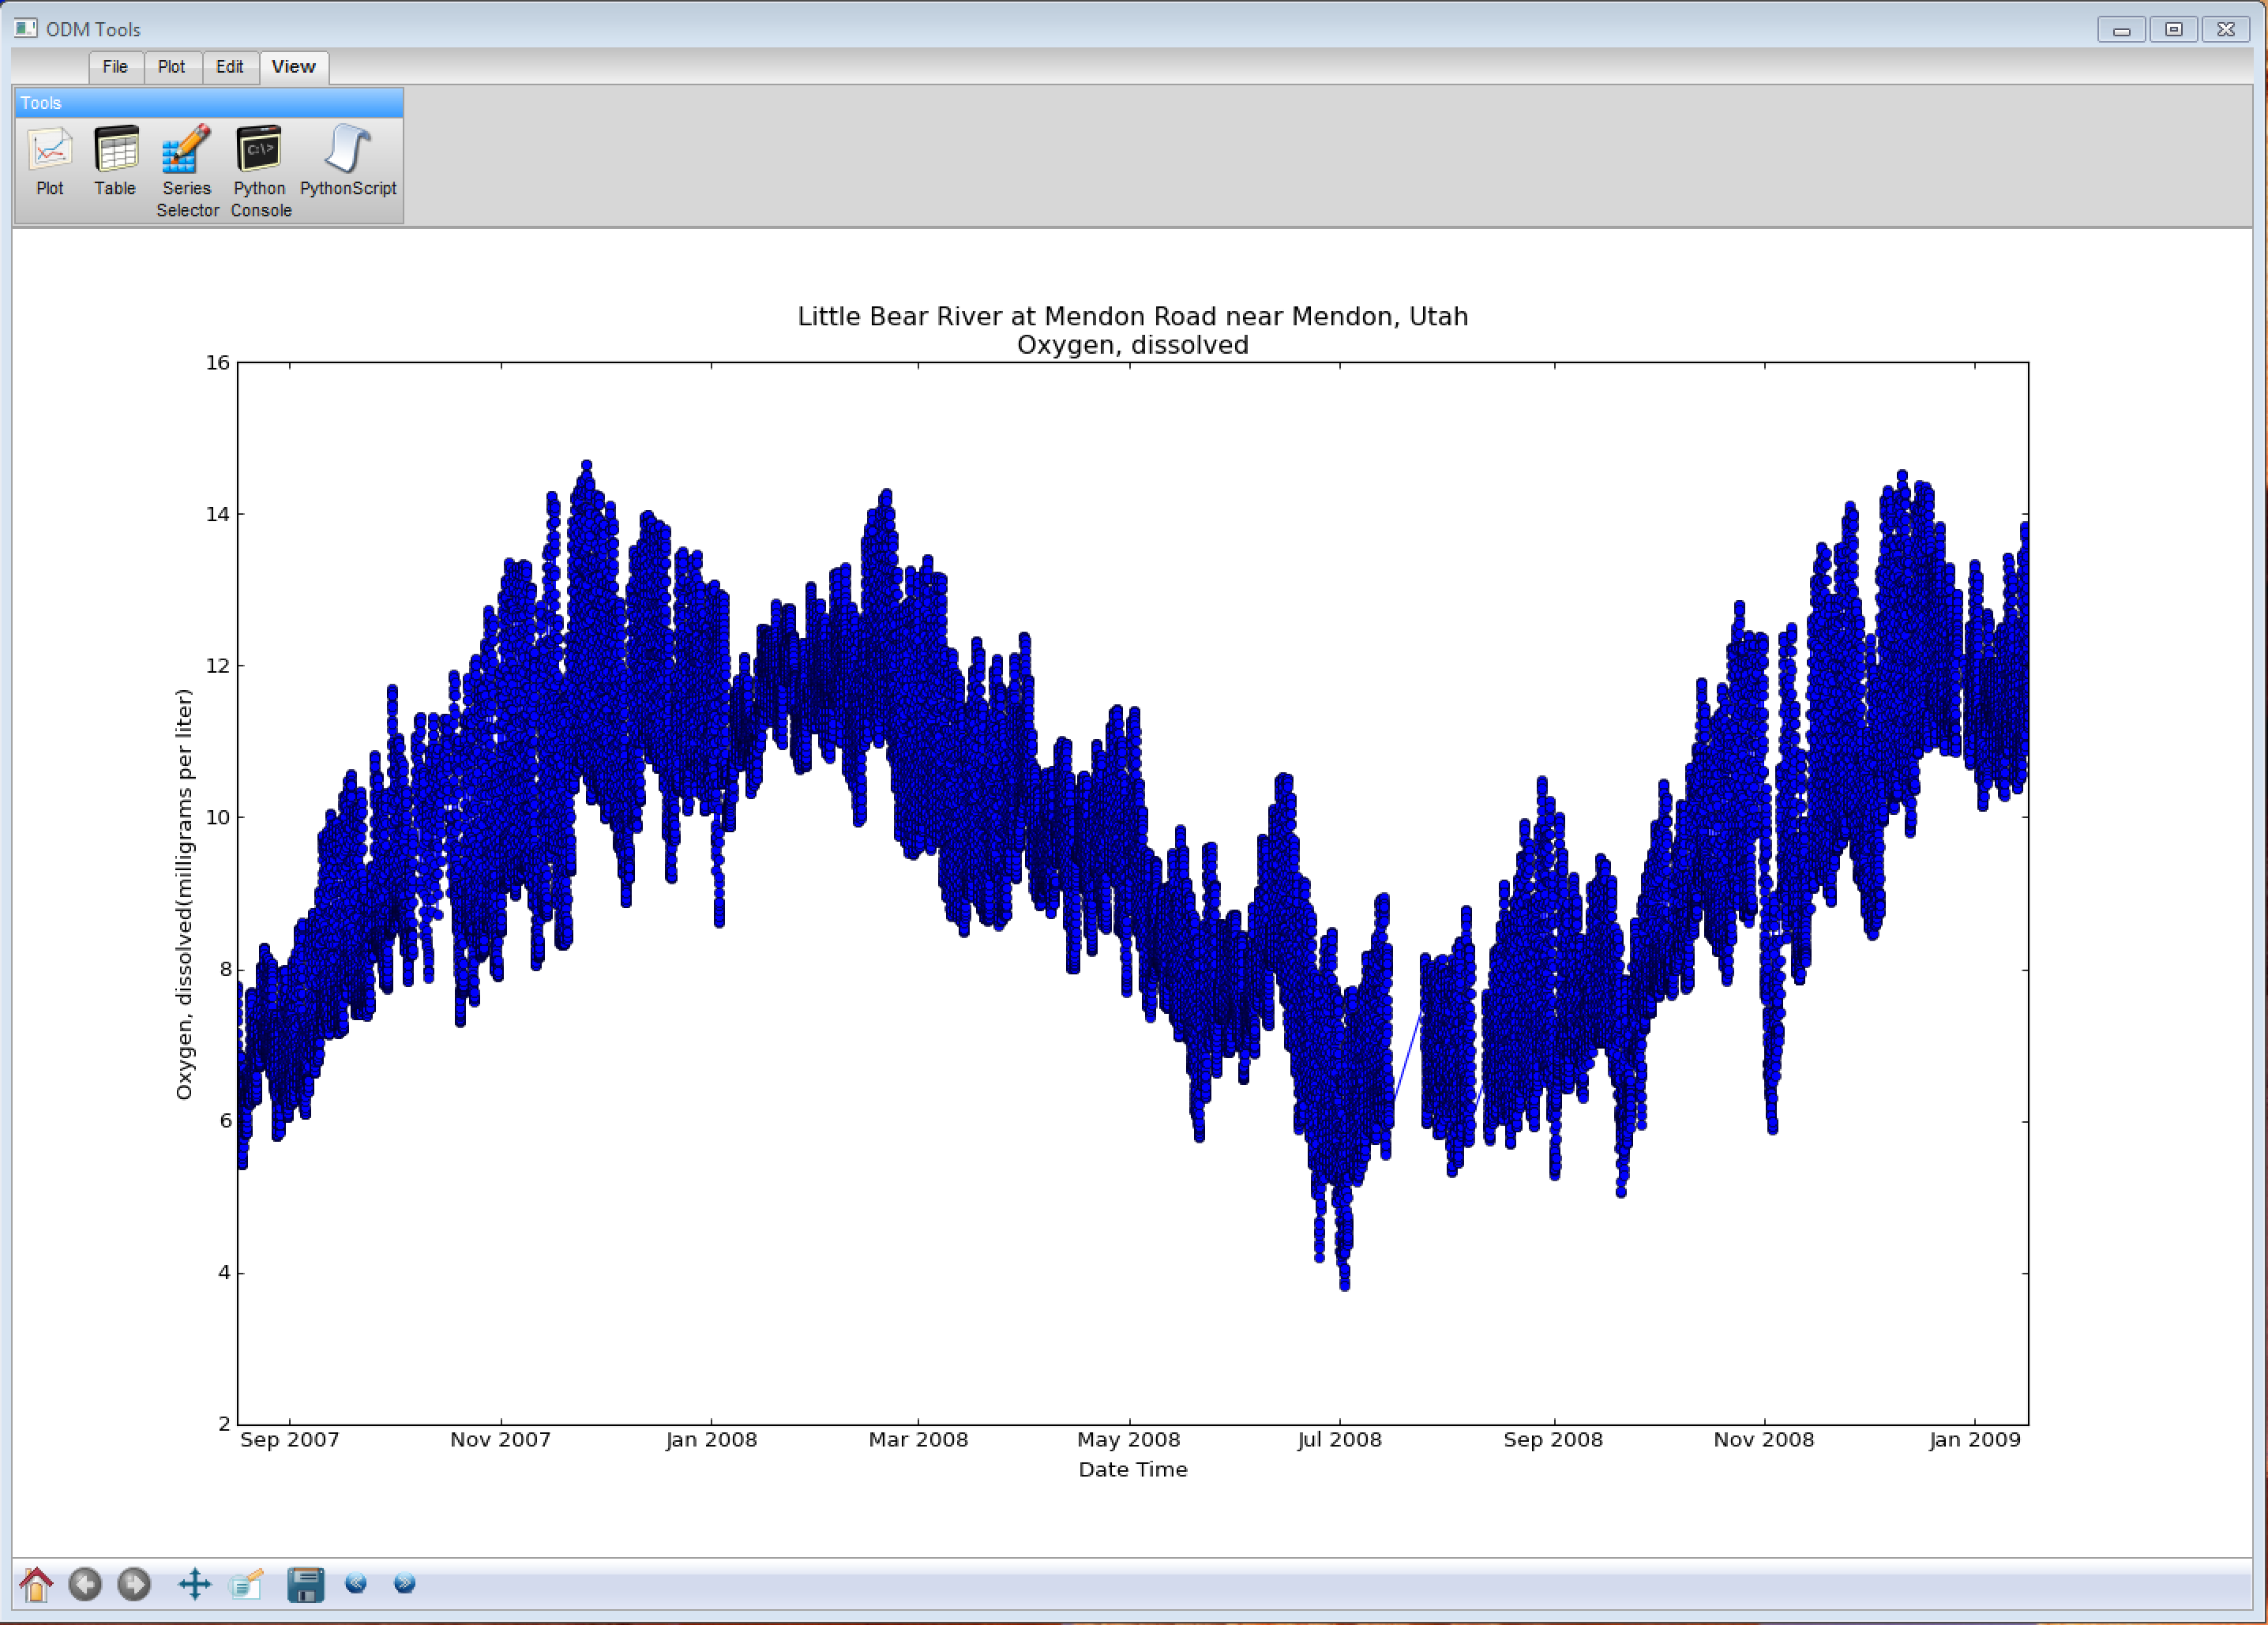 ODM Tools
File Plot Edit View
Tools
Plot Table Series Selector Python Console PythonScript
C:\>
Little Bear River at Mendon Road near Mendon, Utah
Oxygen, dissolved
Oxygen, dissolved(milligrams per liter)
16
14
12
10
8
6
4
2
Sep 2007 Nov 2007 Jan 2008 Mar 2008 May 2008 Jul 2008 Sep 2008 Nov 2008 Jan 2009
Date Time